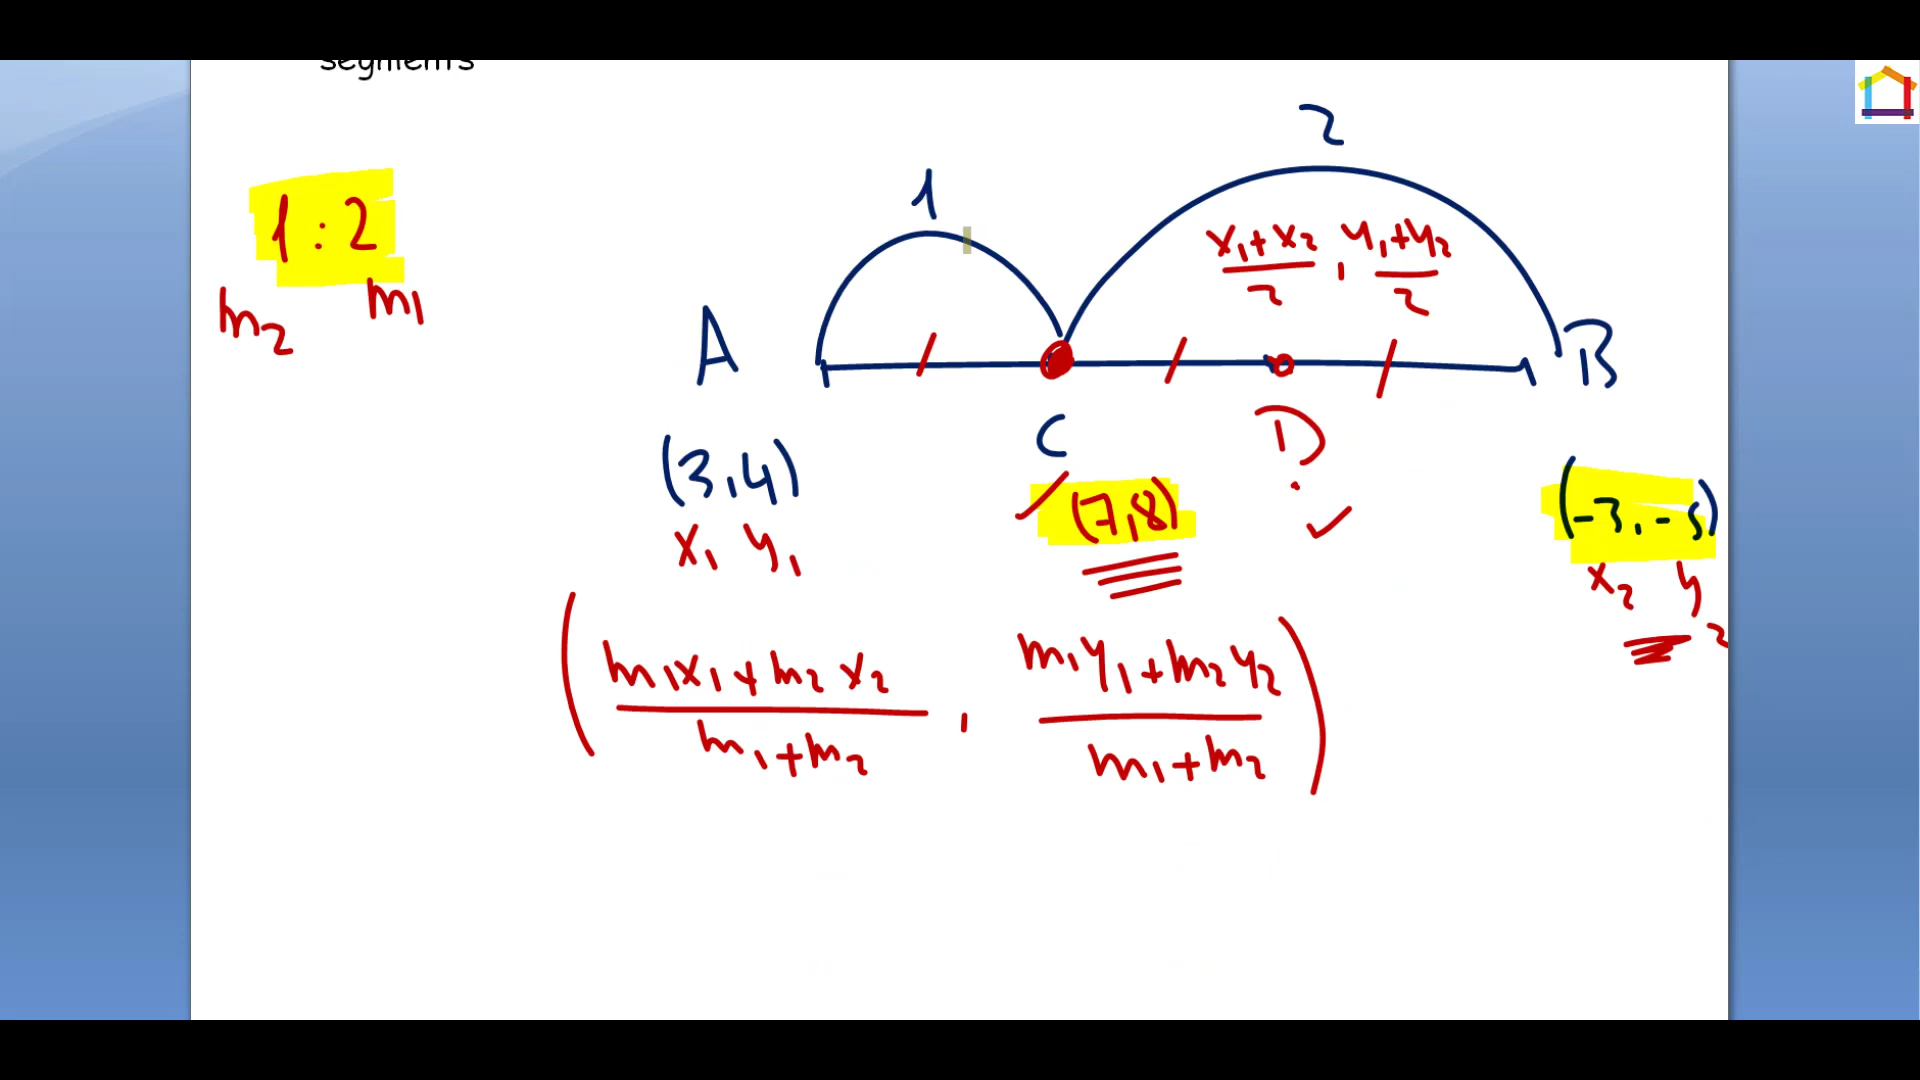 segments
2
1
1 : 2
x₁+x₂/2 , y₁+y₂/2
m₂ m₁
A B
C D
(3,4) (7,8) (-3,-5)
x₁ y₁ x₂ y₂
(m₁x₁+m₂x₂/m₁+m₂ , m₁y₁+m₂y₂/m₁+m₂)